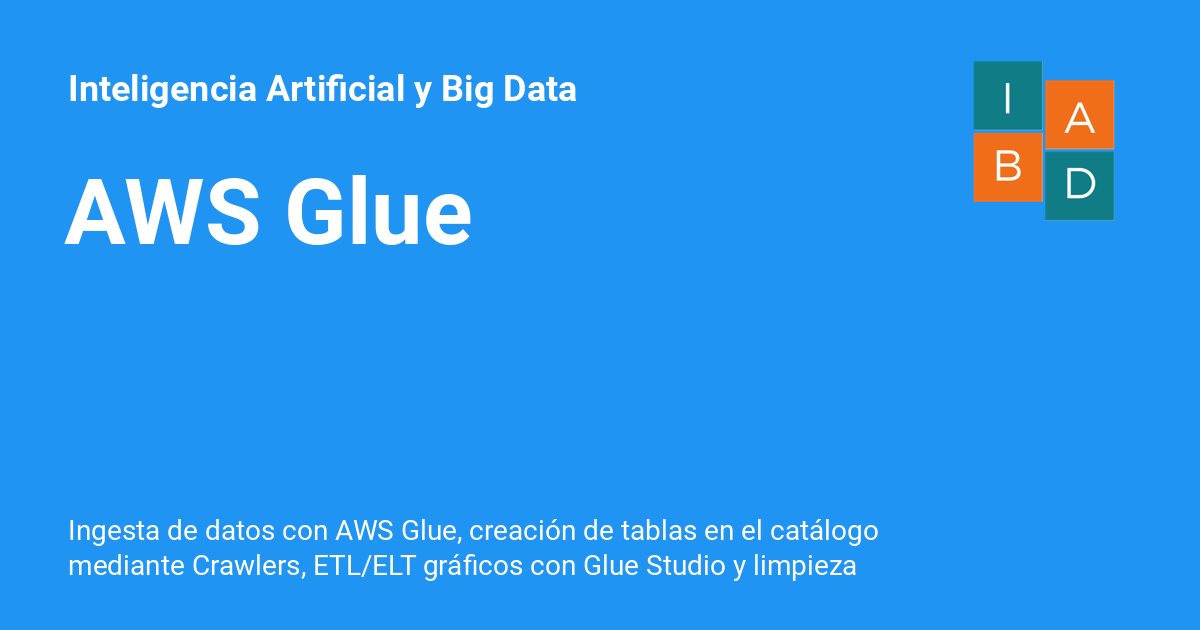 Inteligencia Artificial y Big Data
I
A
B
D
AWS Glue
Ingesta de datos con AWS Glue, creación de tablas en el catálogo
mediante Crawlers, ETL/ELT gráficos con Glue Studio y limpieza